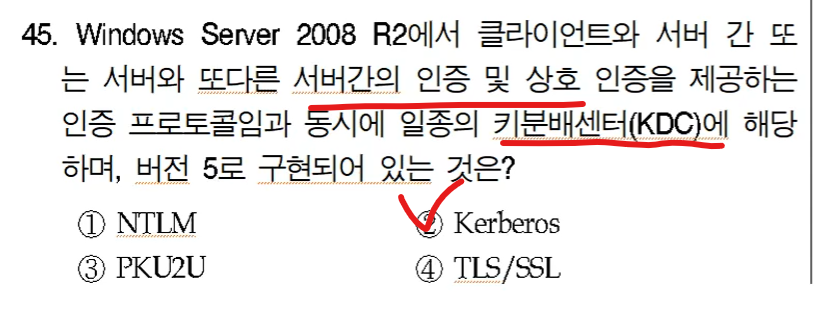 45. Windows Server 2008 R2에서 클라이언트와 서버 간 또
는 서버와 또다른 서버간의 인증 및 상호 인증을 제공하는
인증 프로토콜임과 동시에 일종의 키분배센터(KDC)에 해당
하며, 버전 5로 구현되어 있는 것은?
① NTLM ② Kerberos
③ PKU2U ④ TLS/SSL